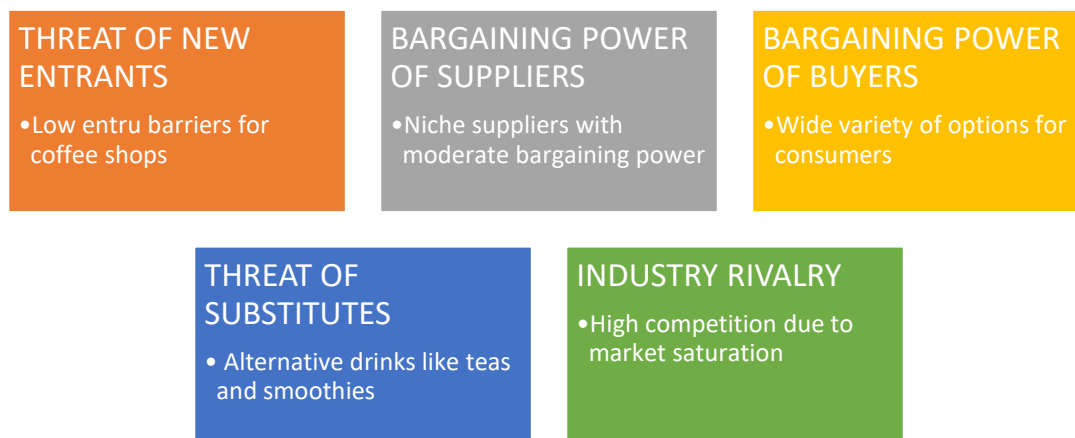 THREAT OF NEW
ENTRANTS
•Low entru barriers for
coffee shops
BARGAINING POWER
OF SUPPLIERS
•Niche suppliers with
moderate bargaining power
BARGAINING POWER
OF BUYERS
•Wide variety of options for
consumers
THREAT OF
SUBSTITUTES
• Alternative drinks like teas
and smoothies
INDUSTRY RIVALRY
•High competition due to
market saturation